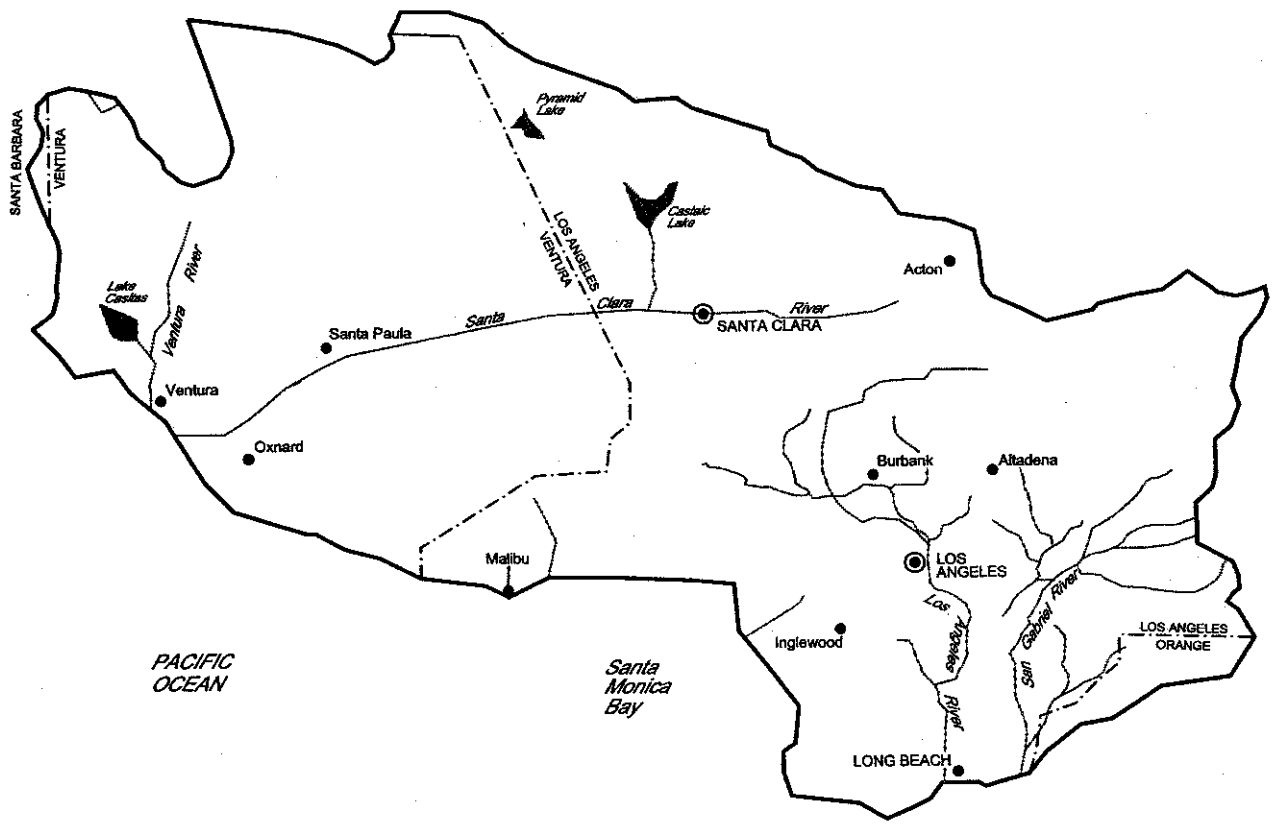 Pyramid
Lake
SANTA BARBARA
VENTURA
Castaic
Lake
LOS ANGELES
VENTURA
Acton
River
Lake
Casitas
Ventura
Santa Clara River
SANTA CLARA
Santa Paula
Ventura
Oxnard
Burbank
Altadena
Malibu
LOS
ANGELES
Los Angeles River
San Gabriel River
Inglewood
LOS ANGELES
ORANGE
PACIFIC
OCEAN
Santa
Monica
Bay
LONG BEACH